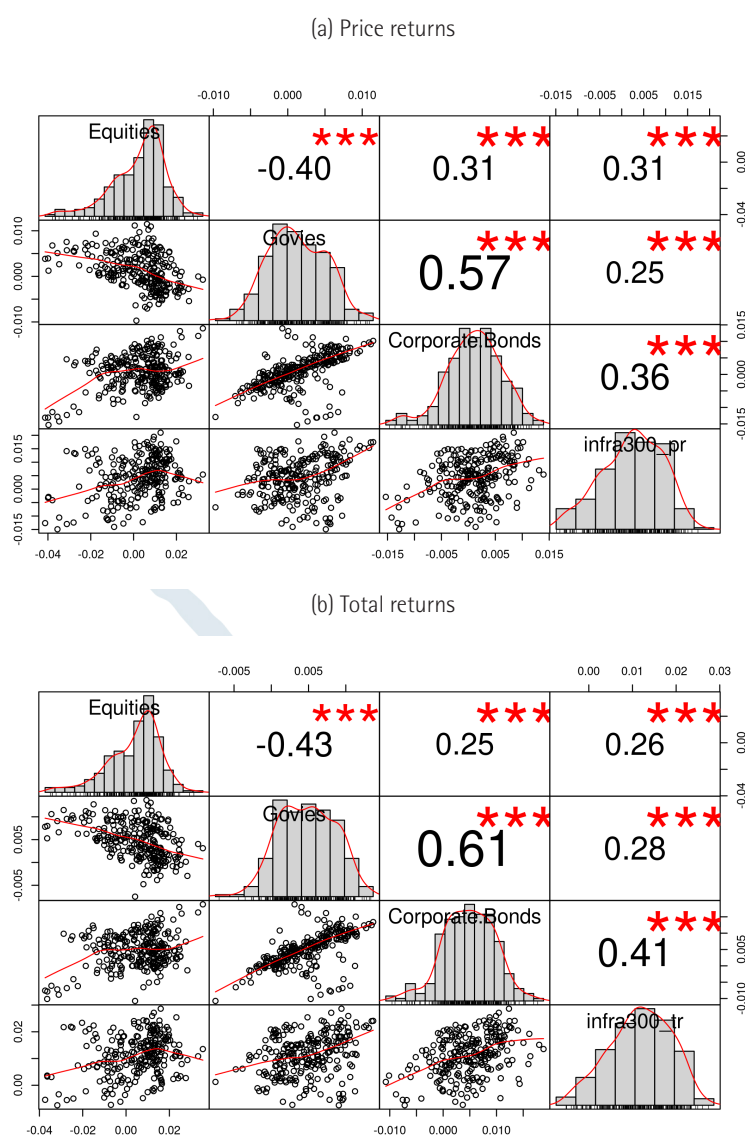 (a) Price returns
-0.010 0.000 0.010 -0.015 -0.005 0.005 0.015
Equities
*** -0.40
*** 0.31
*** 0.31
0.00
-0.04
0.010
0.000
-0.010
Govies
*** 0.57
*** 0.25
Corporate.Bonds
*** 0.36
0.015
0.000
-0.015
0.015
0.000
-0.015
infra300_pr
-0.04 -0.02 0.00 0.02 -0.015 -0.005 0.005 0.015
(b) Total returns
-0.005 0.005 0.00 0.01 0.02 0.03
Equities
*** -0.43
*** 0.25
*** 0.26
0.00
-0.04
0.005
-0.005
Govies
*** 0.61
*** 0.28
Corporate.Bonds
*** 0.41
0.005
-0.010
0.02
0.00
infra300_tr
-0.04 -0.02 0.00 0.02 -0.010 0.000 0.010